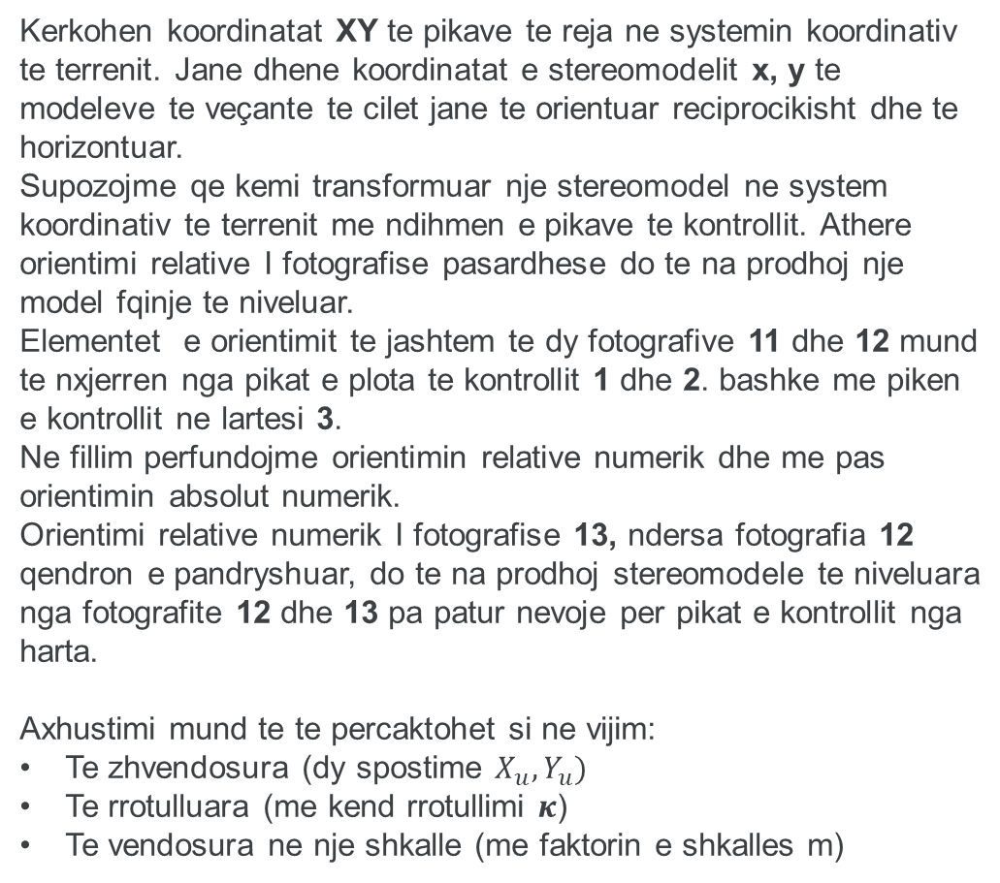 Kerkohen koordinatat XY te pikave te reja ne systemin koordinativ
te terrenit. Jane dhene koordinatat e stereomodelit x, y te
modeleve te veçante te cilet jane te orientuar reciprocikisht dhe te
horizontuar.
Supozojme qe kemi transformuar nje stereomodel ne system
koordinativ te terrenit me ndihmen e pikave te kontrollit. Athere
orientimi relative I fotografise pasardhese do te na prodhoj nje
model fqinje te niveluar.
Elementet e orientimit te jashtem te dy fotografive 11 dhe 12 mund
te nxjerren nga pikat e plota te kontrollit 1 dhe 2. bashke me piken
e kontrollit ne lartesi 3.
Ne fillim perfundojme orientimin relative numerik dhe me pas
orientimin absolut numerik.
Orientimi relative numerik I fotografise 13, ndersa fotografia 12
qendron e pandryshuar, do te na prodhoj stereomodele te niveluara
nga fotografite 12 dhe 13 pa patur nevoje per pikat e kontrollit nga
harta.
Axhustimi mund te te percaktohet si ne vijim:
• Te zhvendosura (dy spostime X_u, Y_u)
• Te rrotulluara (me kend rrotullimi κ)
• Te vendosura ne nje shkalle (me faktorin e shkalles m)